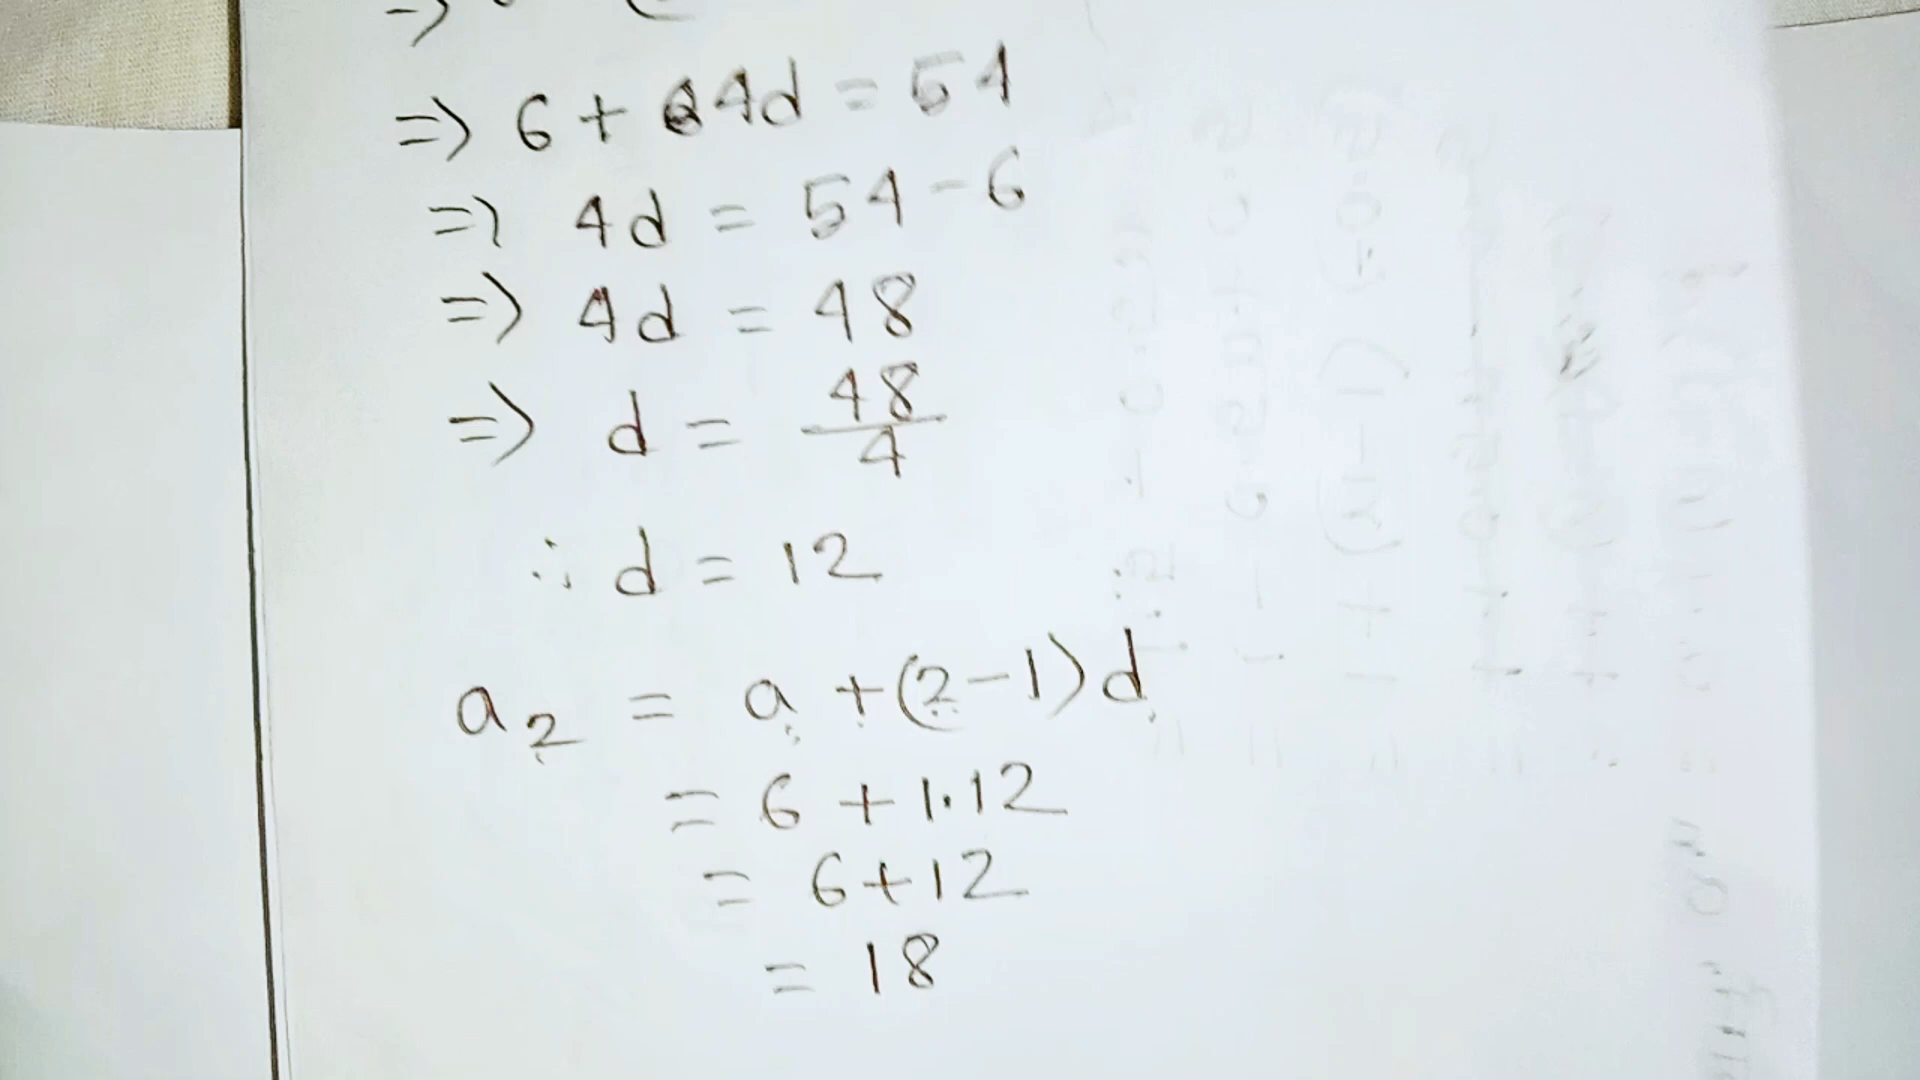 => 6 + 4d = 54
=> 4d = 54 - 6
=> 4d = 48
=> d = 48/4
∴ d = 12
a₂ = a + (2-1)d
= 6 + 1·12
= 6+12
= 18